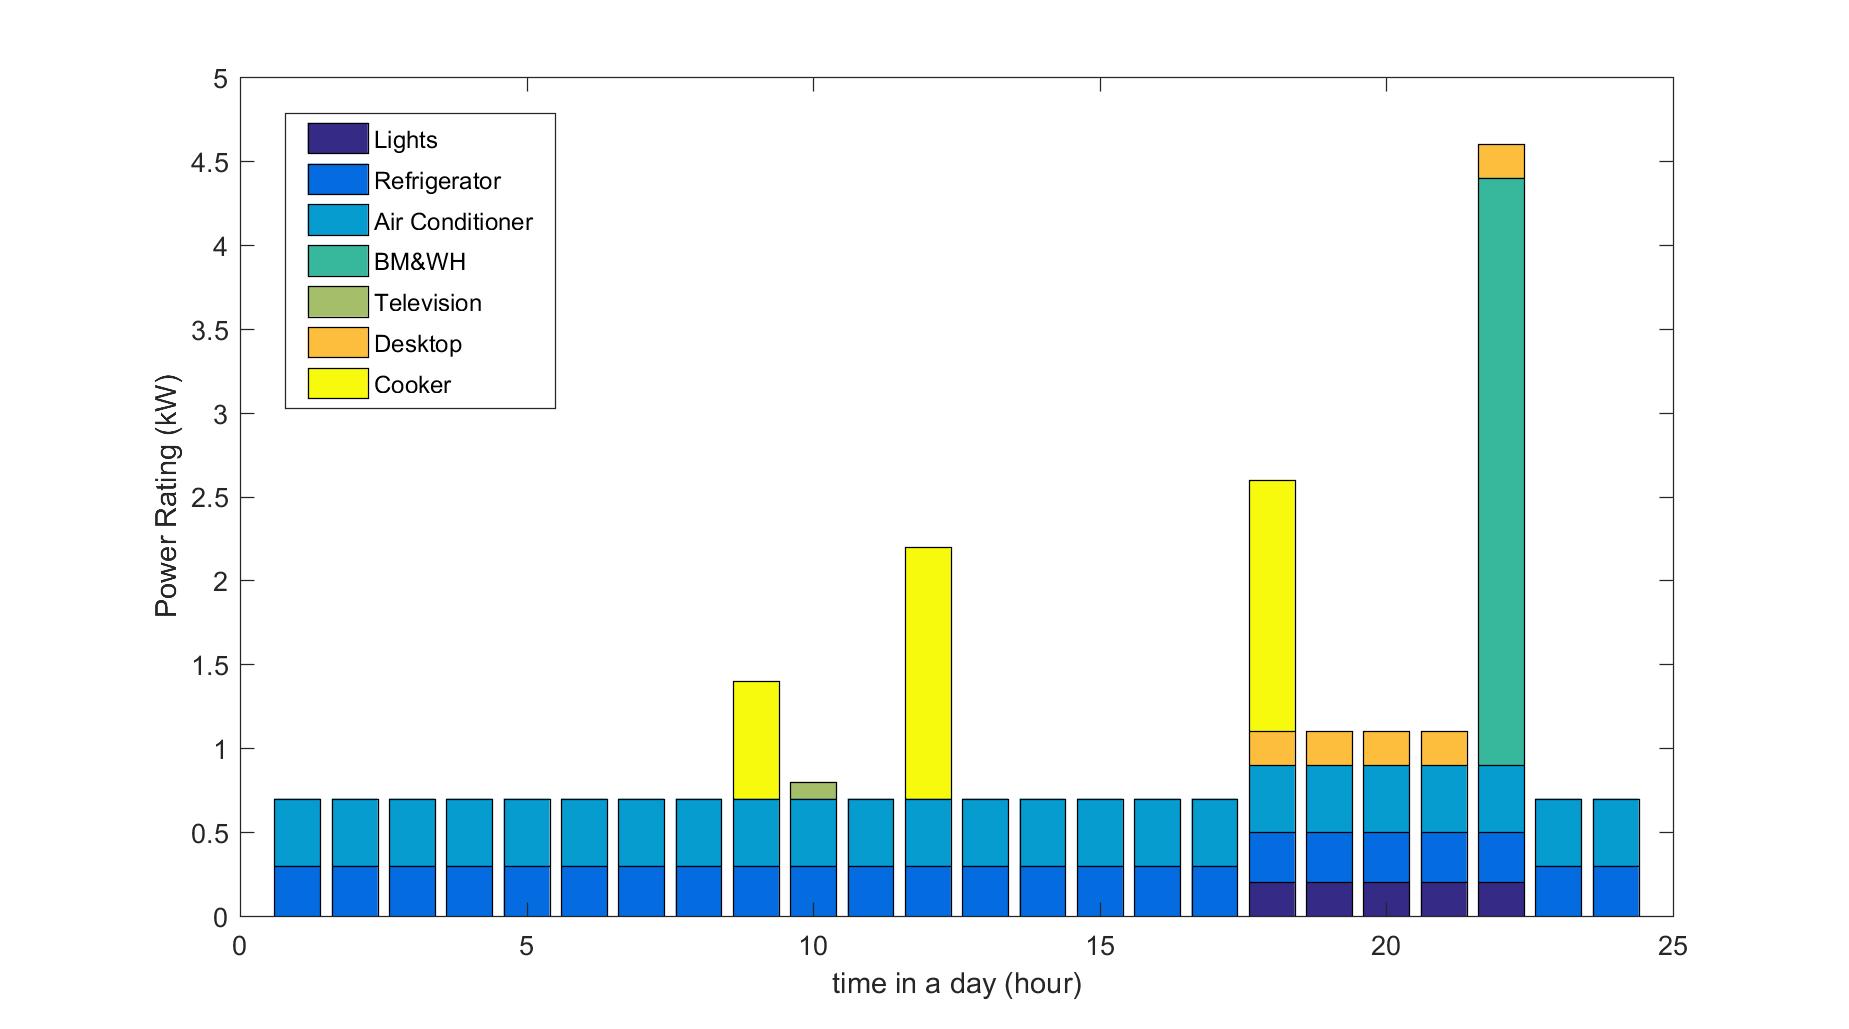 5
4.5
4
3.5
3
2.5
2
1.5
1
0.5
0
Power Rating (kW)
Lights
Refrigerator
Air Conditioner
BM&WH
Television
Desktop
Cooker
0 5 10 15 20 25
time in a day (hour)